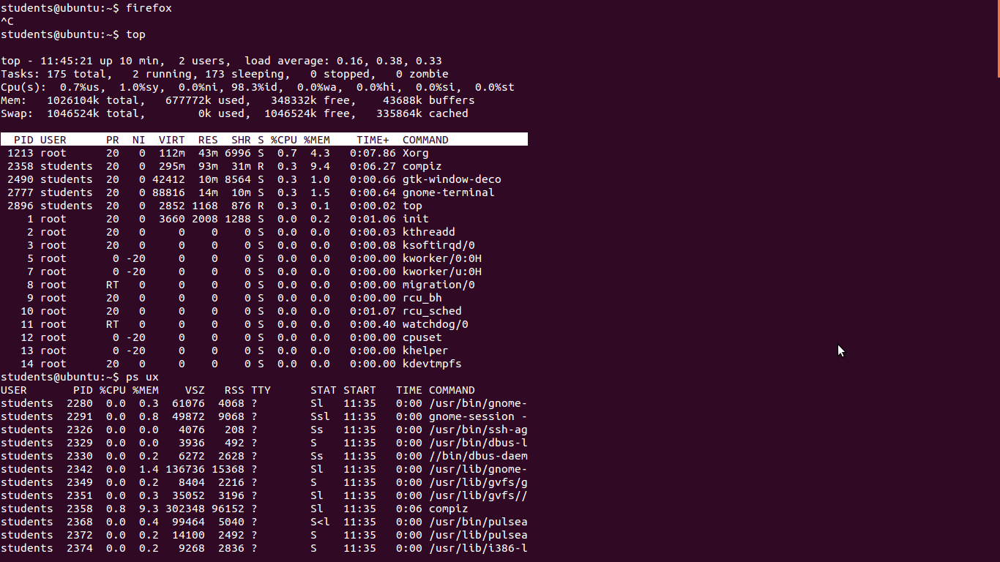 students@ubuntu:~$ firefox
^C
students@ubuntu:~$ top

top - 11:45:21 up 10 min,  2 users,  load average: 0.16, 0.38, 0.33
Tasks: 175 total,   2 running, 173 sleeping,   0 stopped,   0 zombie
Cpu(s):  0.7%us,  1.0%sy,  0.0%ni, 98.3%id,  0.0%wa,  0.0%hi,  0.0%si,  0.0%st
Mem:   1026104k total,   677772k used,   348332k free,    43688k buffers
Swap:  1046524k total,        0k used,  1046524k free,   335864k cached

  PID USER      PR  NI  VIRT  RES  SHR S %CPU %MEM    TIME+  COMMAND
 1213 root      20   0  112m  43m 6996 S  0.7  4.3   0:07.86 Xorg
 2358 students  20   0  295m  93m  31m R  0.3  9.4   0:06.27 compiz
 2490 students  20   0 42412  10m 8564 S  0.3  1.0   0:00.66 gtk-window-deco
 2777 students  20   0 88816  14m  10m S  0.3  1.5   0:00.64 gnome-terminal
 2896 students  20   0  2852 1168  876 R  0.3  0.1   0:00.02 top
    1 root      20   0  3660 2008 1288 S  0.0  0.2   0:01.06 init
    2 root      20   0     0    0    0 S  0.0  0.0   0:00.03 kthreadd
    3 root      20   0     0    0    0 S  0.0  0.0   0:00.08 ksoftirqd/0
    5 root       0 -20     0    0    0 S  0.0  0.0   0:00.00 kworker/0:0H
    7 root       0 -20     0    0    0 S  0.0  0.0   0:00.00 kworker/u:0H
    8 root      RT   0     0    0    0 S  0.0  0.0   0:00.00 migration/0
    9 root      20   0     0    0    0 S  0.0  0.0   0:00.00 rcu_bh
   10 root      20   0     0    0    0 S  0.0  0.0   0:01.07 rcu_sched
   11 root      RT   0     0    0    0 S  0.0  0.0   0:00.40 watchdog/0
   12 root       0 -20     0    0    0 S  0.0  0.0   0:00.00 cpuset
   13 root       0 -20     0    0    0 S  0.0  0.0   0:00.00 khelper
   14 root      20   0     0    0    0 S  0.0  0.0   0:00.00 kdevtmpfs
students@ubuntu:~$ ps ux
USER       PID %CPU %MEM    VSZ   RSS TTY      STAT START   TIME COMMAND
students  2280  0.0  0.3  61076  4068 ?        Sl   11:35   0:00 /usr/bin/gnome-
students  2291  0.0  0.8  49872  9068 ?        Ssl  11:35   0:00 gnome-session -
students  2326  0.0  0.0   4076   208 ?        Ss   11:35   0:00 /usr/bin/ssh-ag
students  2329  0.0  0.0   3936   492 ?        S    11:35   0:00 /usr/bin/dbus-l
students  2330  0.0  0.2   6272  2628 ?        Ss   11:35   0:00 //bin/dbus-daem
students  2342  0.0  1.4 136736 15368 ?        Sl   11:35   0:00 /usr/lib/gnome-
students  2349  0.0  0.2   8404  2216 ?        S    11:35   0:00 /usr/lib/gvfs/g
students  2351  0.0  0.3  35052  3196 ?        Sl   11:35   0:00 /usr/lib/gvfs//
students  2358  0.8  9.3 302348 96152 ?        Sl   11:35   0:06 compiz
students  2368  0.0  0.4  99464  5040 ?        S<l  11:35   0:00 /usr/bin/pulsea
students  2372  0.0  0.2  14100  2492 ?        S    11:35   0:00 /usr/lib/pulsea
students  2374  0.0  0.2   9268  2836 ?        S    11:35   0:00 /usr/lib/i386-l